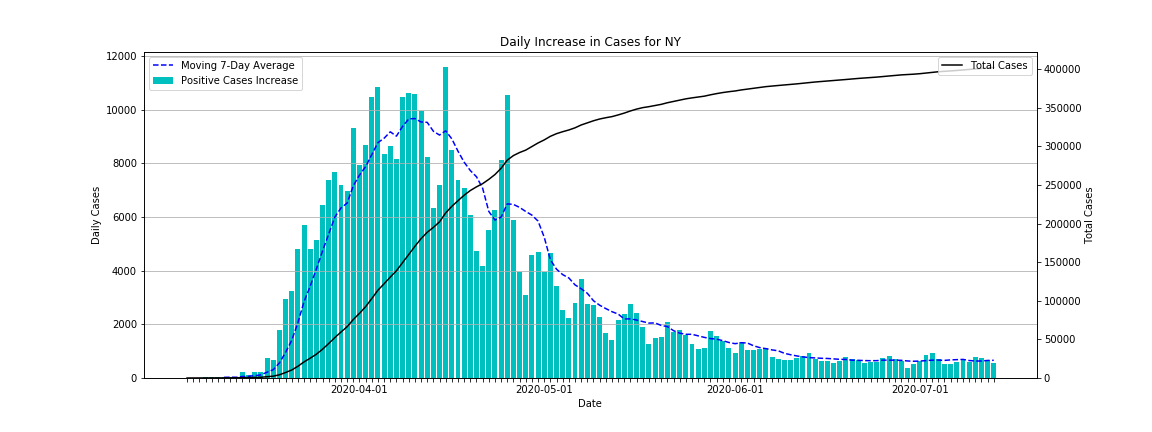 Daily Increase in Cases for NY
Moving 7-Day Average
Positive Cases Increase
Total Cases
12000
10000
8000
6000
4000
2000
0
Daily Cases
400000
350000
300000
250000
200000
150000
100000
50000
0
Total Cases
2020-04-01
2020-05-01
2020-06-01
2020-07-01
Date